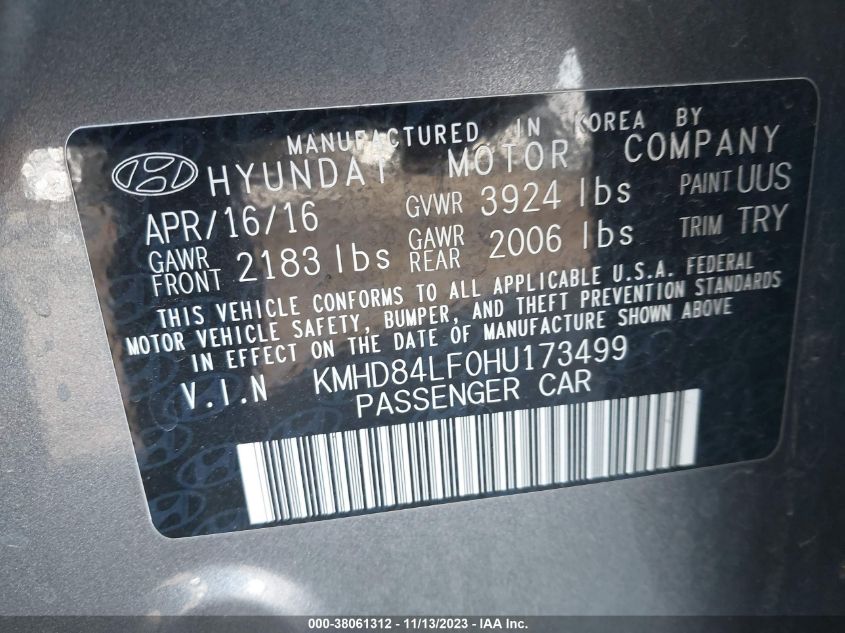 MANUFACTURED IN KOREA BY
HYUNDAI MOTOR COMPANY
APR/16/16 GVWR 3924 lbs PAINT UUS
GAWR FRONT 2183 lbs GAWR REAR 2006 lbs TRIM TRY
THIS VEHICLE CONFORMS TO ALL APPLICABLE U.S.A. FEDERAL
MOTOR VEHICLE SAFETY, BUMPER, AND THEFT PREVENTION STANDARDS
IN EFFECT ON THE DATE OF MANUFACTURE SHOWN ABOVE
V.I.N KMHD84LF0HU173499
PASSENGER CAR
000-38061312 - 11/13/2023 - IAA Inc.